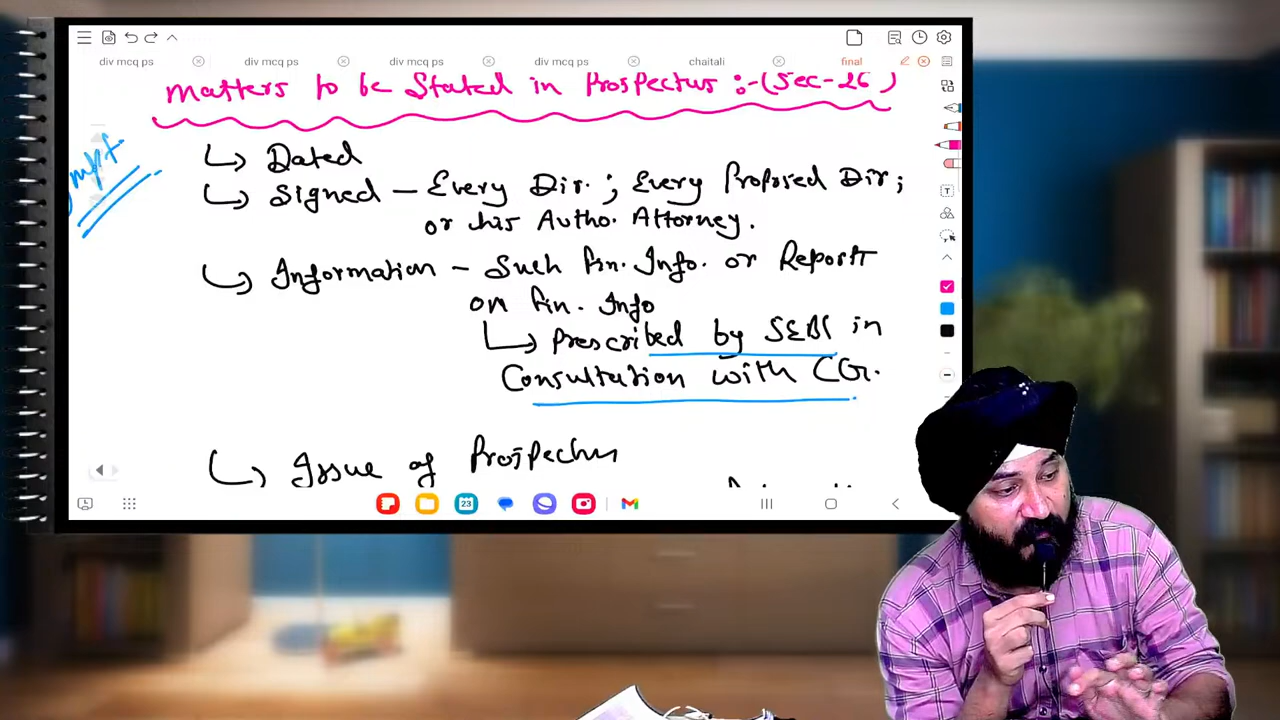 div mcq ps
div mcq ps
div mcq ps
div mcq ps
chaitali
final
Matters to be Stated in Prospectus :-(Sec-26)
↳ Dated
↳ Signed - Every Dir. ; Every Proposed Dir ;
or his Autho. Attorney.
↳ Information - Such fin. Info. or Report
on fin. Info
↳ Prescribed by SEBI in
Consultation with CG.
↳ Issue of Prospectus
23